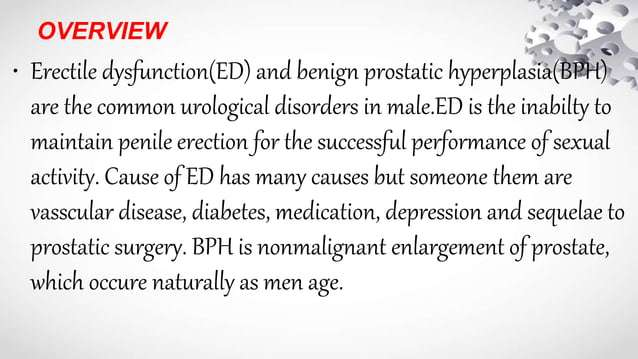 OVERVIEW
• Erectile dysfunction(ED) and benign prostatic hyperplasia(BPH)
are the common urological disorders in male.ED is the inabilty to
maintain penile erection for the successful performance of sexual
activity. Cause of ED has many causes but someone them are
vasscular disease, diabetes, medication, depression and sequelae to
prostatic surgery. BPH is nonmalignant enlargement of prostate,
which occure naturally as men age.